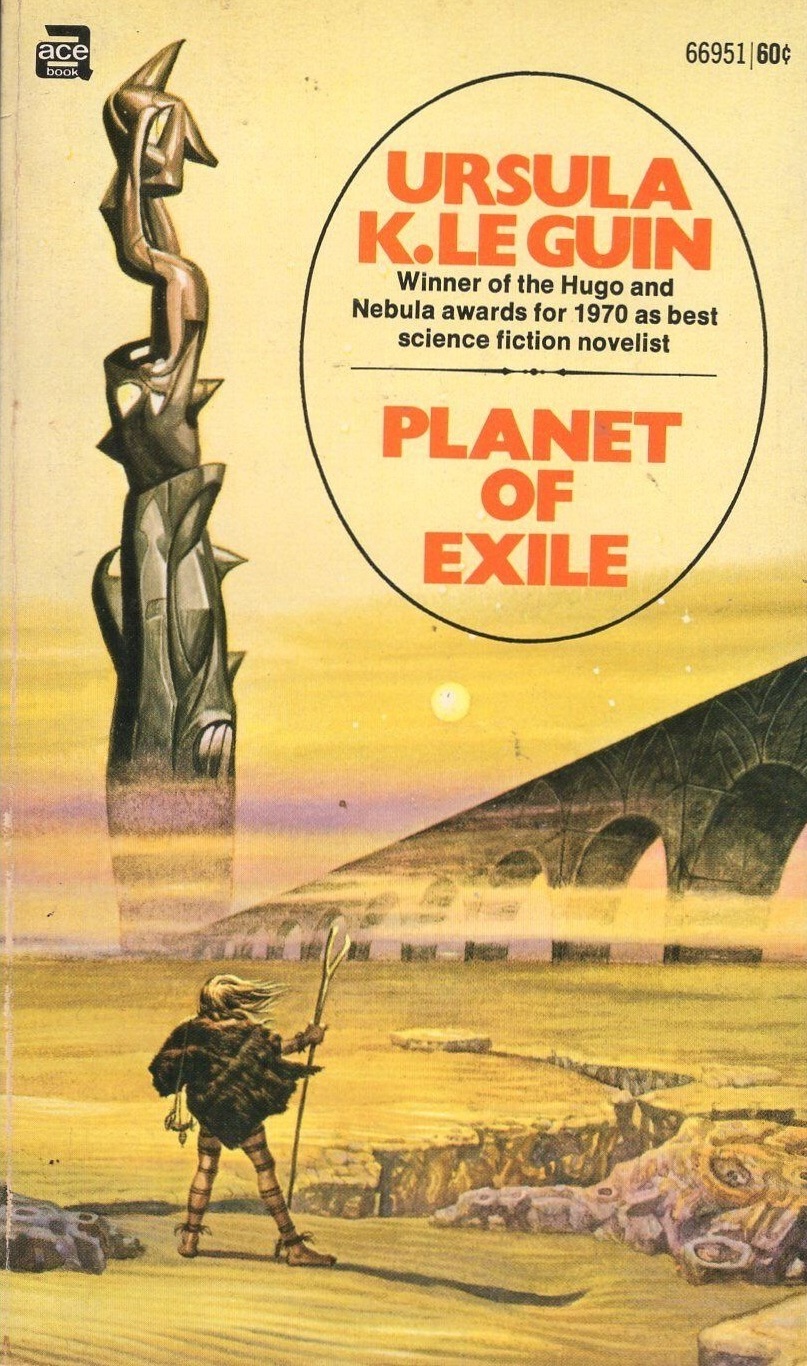 ace
book
66951|60¢
URSULA
K.LE GUIN
Winner of the Hugo and
Nebula awards for 1970 as best
science fiction novelist
PLANET
OF
EXILE